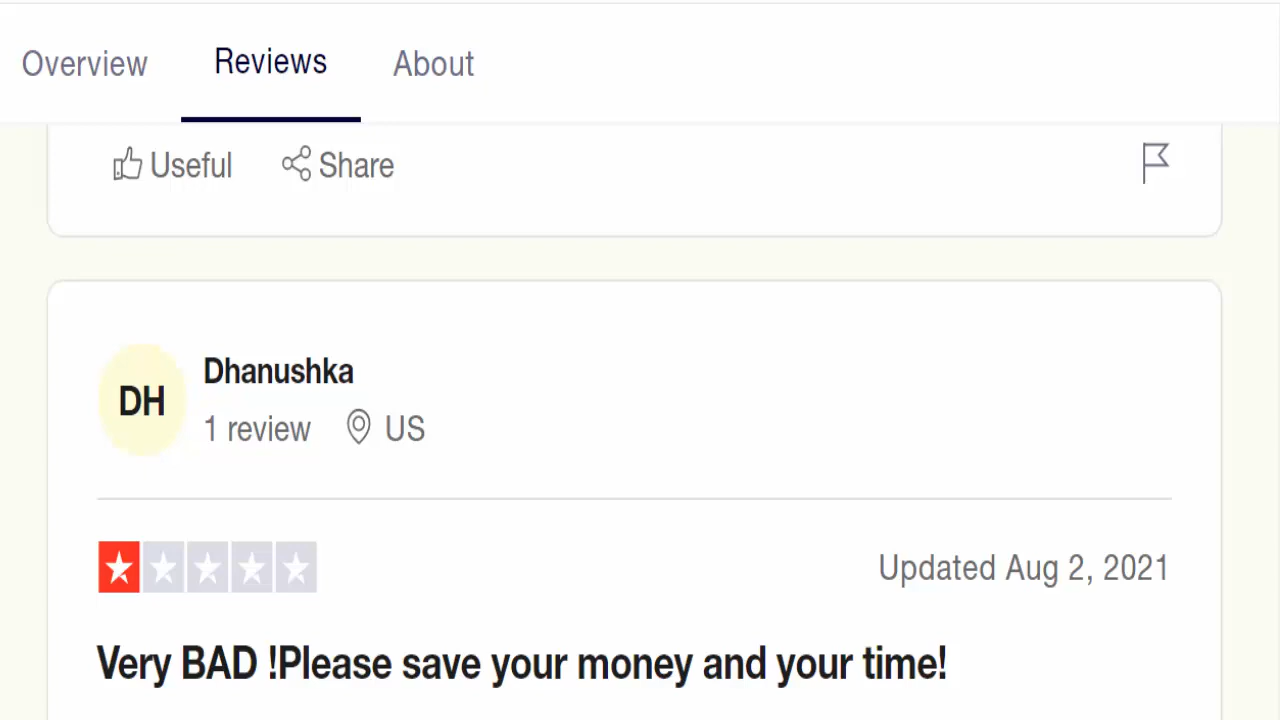 Overview Reviews About
Useful Share
DH Dhanushka
1 review US
Updated Aug 2, 2021
Very BAD !Please save your money and your time!